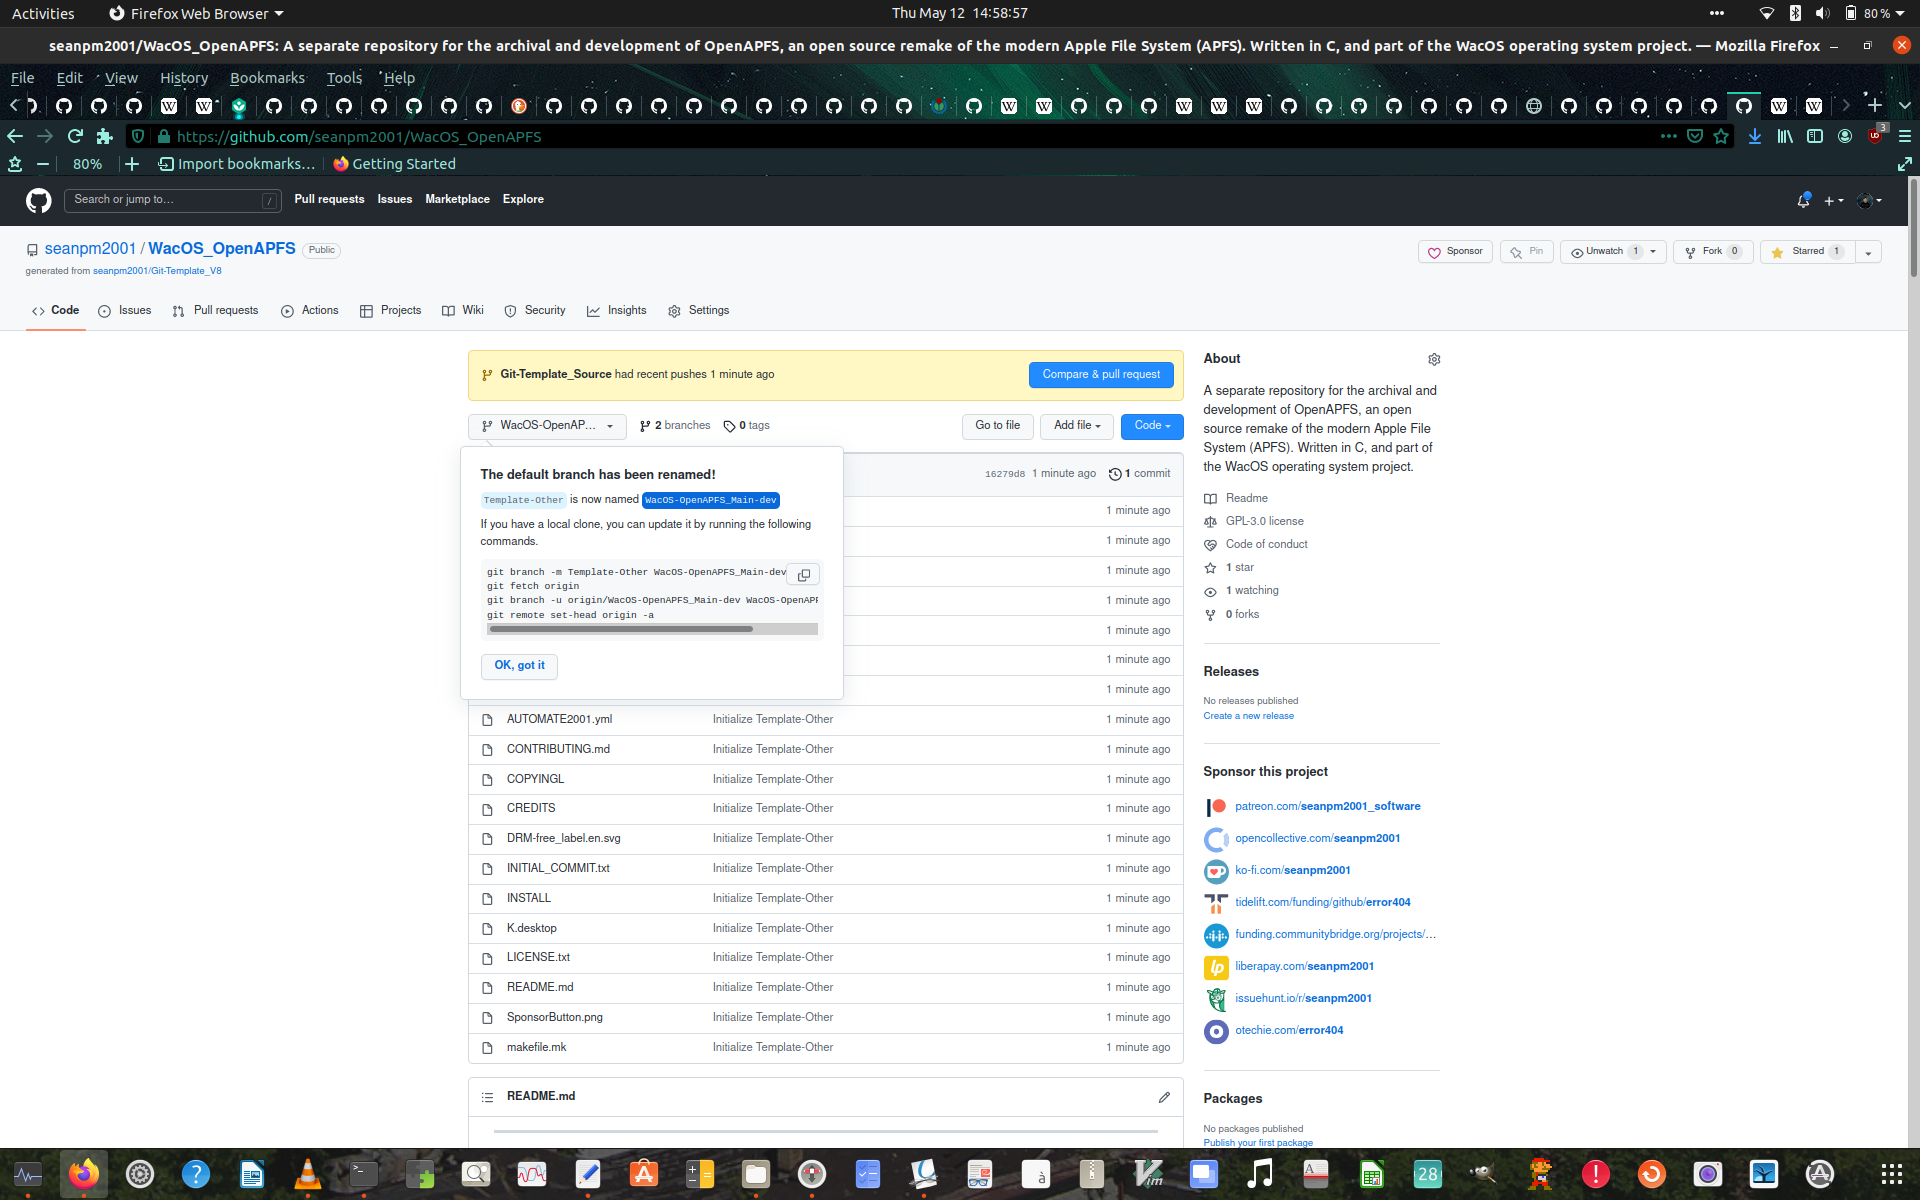 Activities
Firefox Web Browser
Thu May 12 14:58:57
80 %
seanpm2001/WacOS_OpenAPFS: A separate repository for the archival and development of OpenAPFS, an open source remake of the modern Apple File System (APFS). Written in C, and part of the WacOS operating system project. — Mozilla Firefox
File Edit View History Bookmarks Tools Help
https://github.com/seanpm2001/WacOS_OpenAPFS
3
80%
Import bookmarks...
Getting Started
Search or jump to...
/
Pull requests Issues Marketplace Explore
seanpm2001 / WacOS_OpenAPFS
Public
generated from seanpm2001/Git-Template_V8
Sponsor
Pin
Unwatch 1
Fork 0
Starred 1
Code Issues Pull requests Actions Projects Wiki Security Insights Settings
Git-Template_Source had recent pushes 1 minute ago
Compare & pull request
WacOS-OpenAP...
2 branches
0 tags
Go to file
Add file
Code
The default branch has been renamed!
Template-Other is now named WacOS-OpenAPFS_Main-dev
If you have a local clone, you can update it by running the following
commands.
git branch -m Template-Other WacOS-OpenAPFS_Main-dev
git fetch origin
git branch -u origin/WacOS-OpenAPFS_Main-dev WacOS-OpenAPF
git remote set-head origin -a
OK, got it
16279d8 1 minute ago 1 commit
1 minute ago
1 minute ago
1 minute ago
1 minute ago
1 minute ago
1 minute ago
1 minute ago
AUTOMATE2001.yml Initialize Template-Other 1 minute ago
CONTRIBUTING.md Initialize Template-Other 1 minute ago
COPYINGL Initialize Template-Other 1 minute ago
CREDITS Initialize Template-Other 1 minute ago
DRM-free_label.en.svg Initialize Template-Other 1 minute ago
INITIAL_COMMIT.txt Initialize Template-Other 1 minute ago
INSTALL Initialize Template-Other 1 minute ago
K.desktop Initialize Template-Other 1 minute ago
LICENSE.txt Initialize Template-Other 1 minute ago
README.md Initialize Template-Other 1 minute ago
SponsorButton.png Initialize Template-Other 1 minute ago
makefile.mk Initialize Template-Other 1 minute ago
README.md
About
A separate repository for the archival and
development of OpenAPFS, an open
source remake of the modern Apple File
System (APFS). Written in C, and part of
the WacOS operating system project.
Readme
GPL-3.0 license
Code of conduct
1 star
1 watching
0 forks
Releases
No releases published
Create a new release
Sponsor this project
patreon.com/seanpm2001_software
opencollective.com/seanpm2001
ko-fi.com/seanpm2001
tidelift.com/funding/github/error404
funding.communitybridge.org/projects/...
liberapay.com/seanpm2001
issuehunt.io/r/seanpm2001
otechie.com/error404
Packages
No packages published
Publish your first package
28